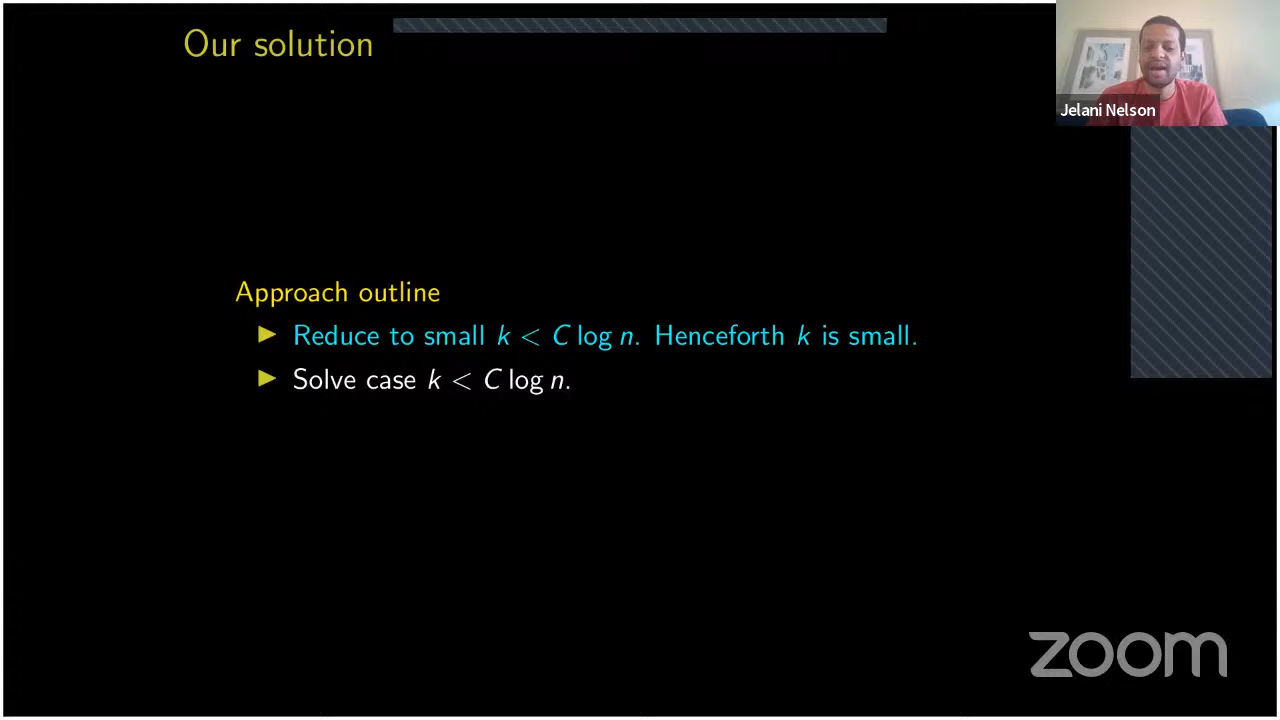 Our solution
Jelani Nelson
Approach outline
▶ Reduce to small k < C log n. Henceforth k is small.
▶ Solve case k < C log n.
zoom